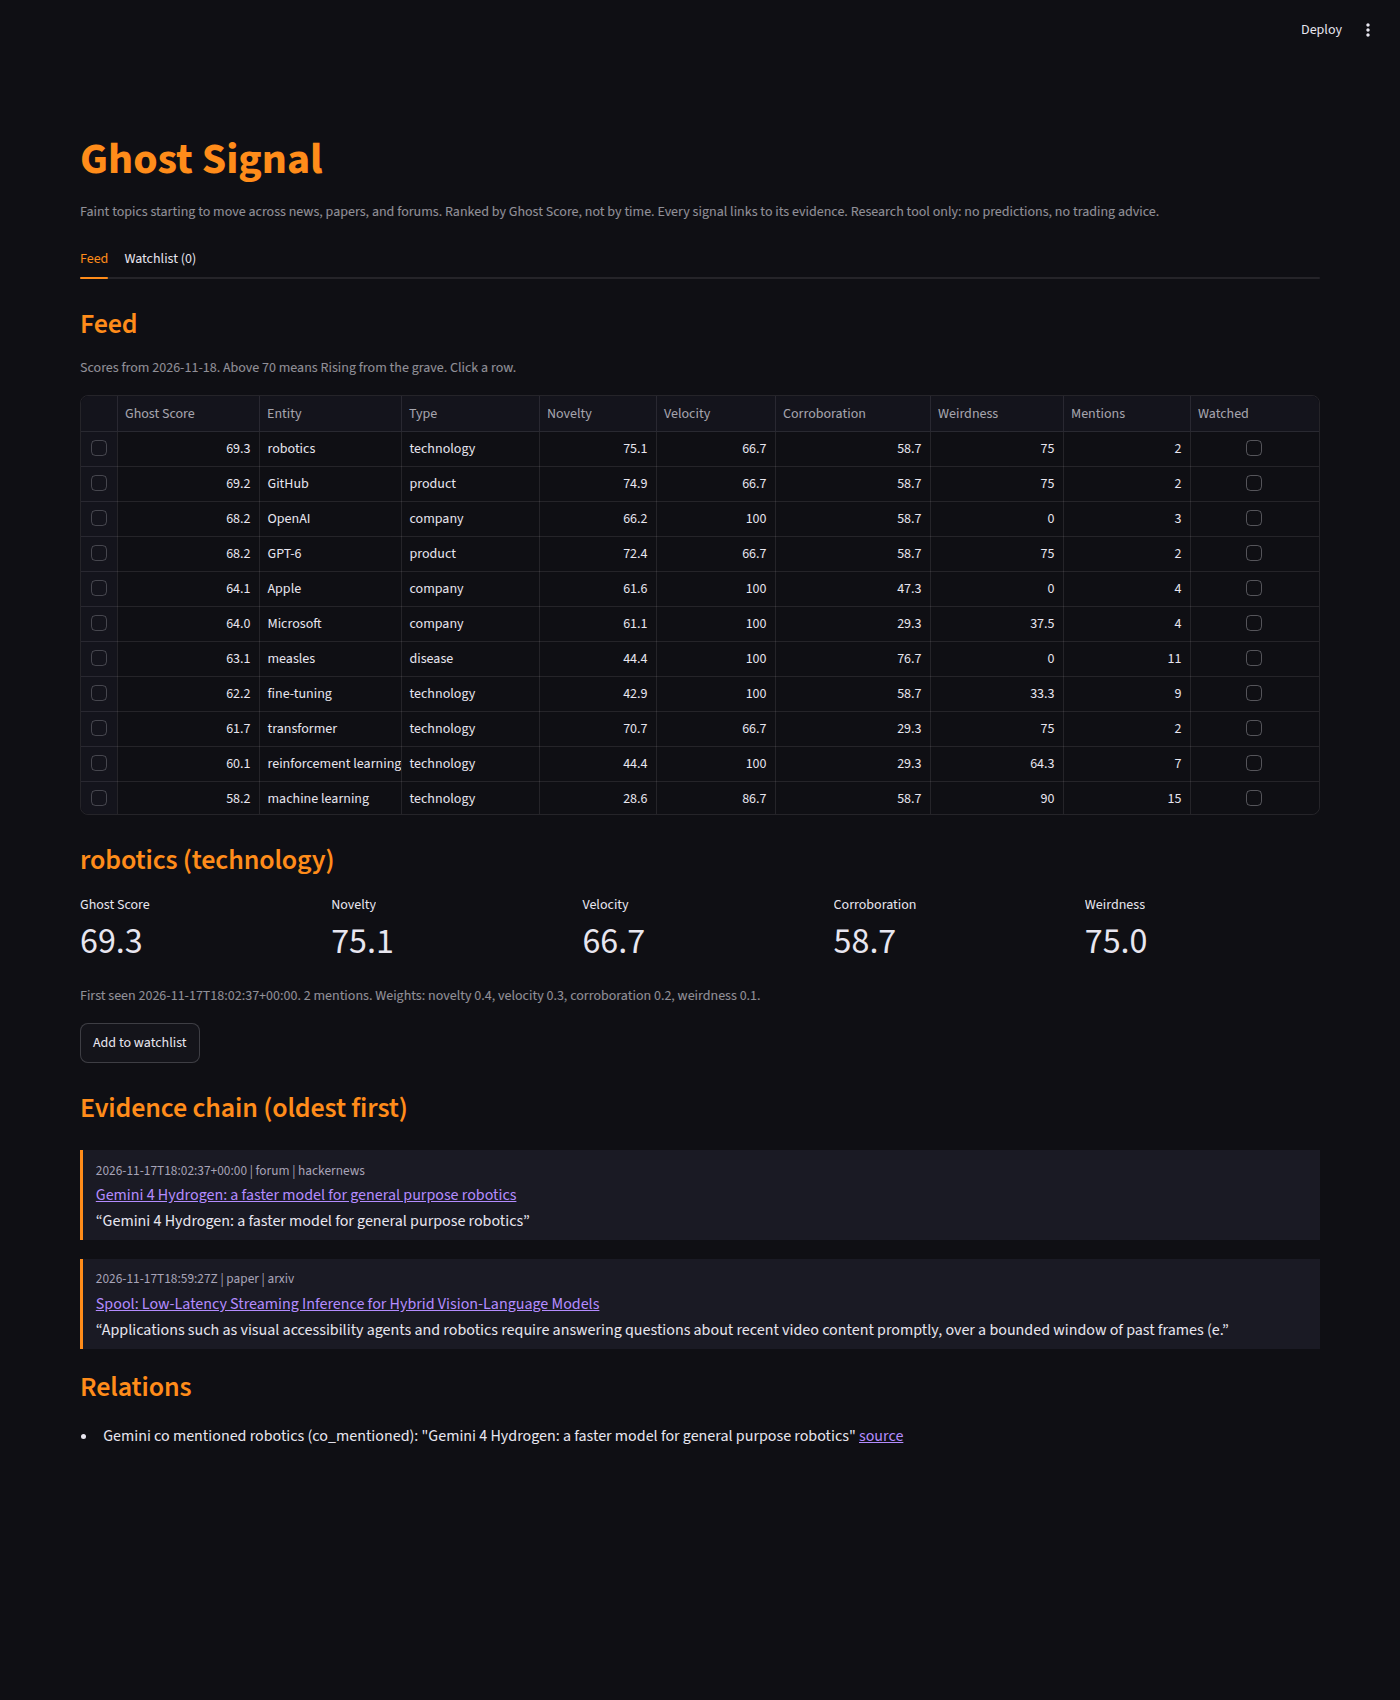 Deploy
Ghost Signal
Faint topics starting to move across news, papers, and forums. Ranked by Ghost Score, not by time. Every signal links to its evidence. Research tool only: no predictions, no trading advice.
Feed Watchlist (0)
Feed
Scores from 2026-11-18. Above 70 means Rising from the grave. Click a row.
Ghost Score Entity Type Novelty Velocity Corroboration Weirdness Mentions Watched
69.3 robotics technology 75.1 66.7 58.7 75 2
69.2 GitHub product 74.9 66.7 58.7 75 2
68.2 OpenAI company 66.2 100 58.7 0 3
68.2 GPT-6 product 72.4 66.7 58.7 75 2
64.1 Apple company 61.6 100 47.3 0 4
64.0 Microsoft company 61.1 100 29.3 37.5 4
63.1 measles disease 44.4 100 76.7 0 11
62.2 fine-tuning technology 42.9 100 58.7 33.3 9
61.7 transformer technology 70.7 66.7 29.3 75 2
60.1 reinforcement learning technology 44.4 100 29.3 64.3 7
58.2 machine learning technology 28.6 86.7 58.7 90 15
robotics (technology)
Ghost Score Novelty Velocity Corroboration Weirdness
69.3 75.1 66.7 58.7 75.0
First seen 2026-11-17T18:02:37+00:00. 2 mentions. Weights: novelty 0.4, velocity 0.3, corroboration 0.2, weirdness 0.1.
Add to watchlist
Evidence chain (oldest first)
2026-11-17T18:02:37+00:00 | forum | hackernews
Gemini 4 Hydrogen: a faster model for general purpose robotics
“Gemini 4 Hydrogen: a faster model for general purpose robotics”
2026-11-17T18:59:27Z | paper | arxiv
Spool: Low-Latency Streaming Inference for Hybrid Vision-Language Models
“Applications such as visual accessibility agents and robotics require answering questions about recent video content promptly, over a bounded window of past frames (e.”
Relations
• Gemini co mentioned robotics (co_mentioned): "Gemini 4 Hydrogen: a faster model for general purpose robotics" source